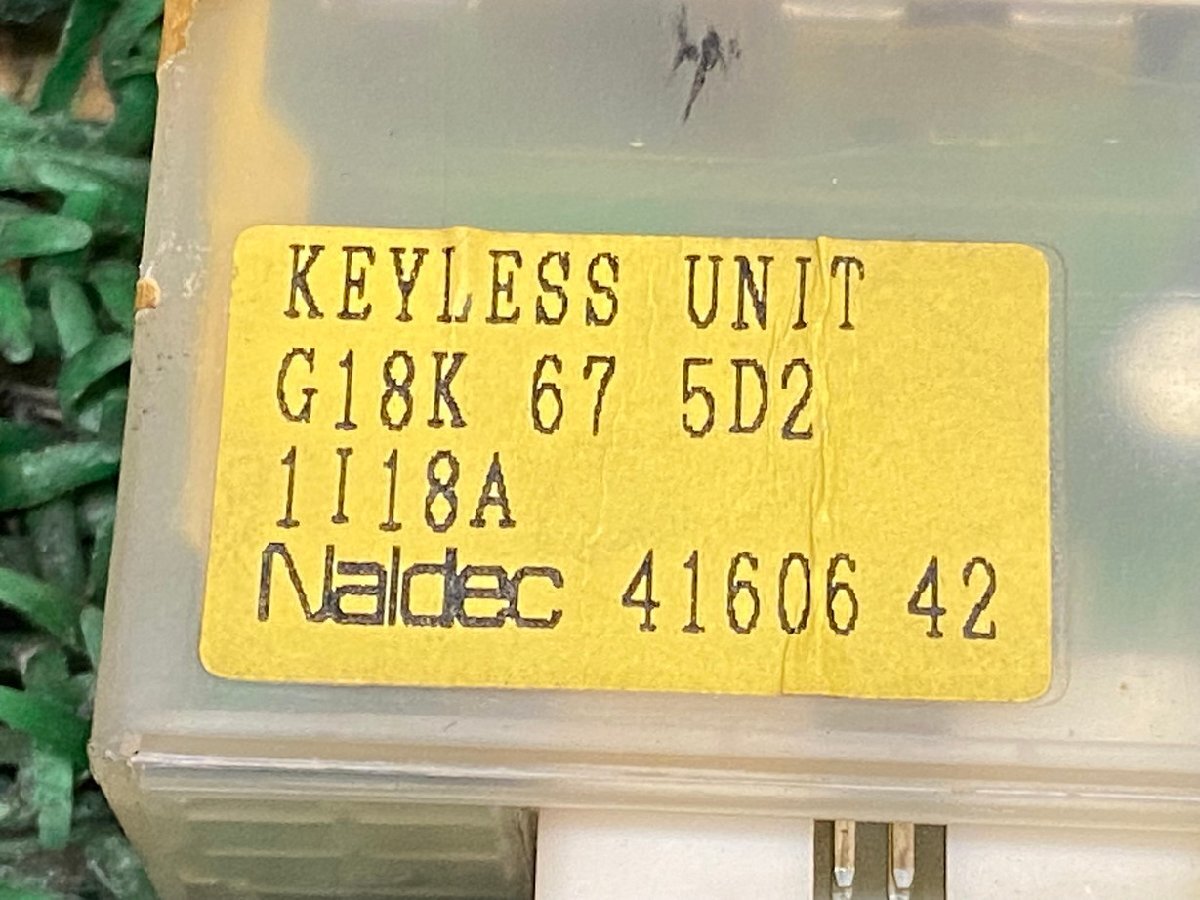 KEYLESS UNIT
G18K 67 5D2
1I18A
Naldec 41606 42